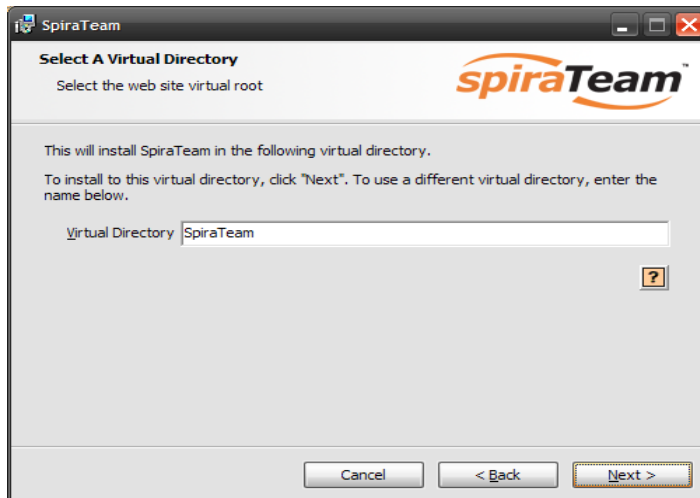 SpiraTeam
Select A Virtual Directory
Select the web site virtual root
spiraTeam™
This will install SpiraTeam in the following virtual directory.
To install to this virtual directory, click "Next". To use a different virtual directory, enter the
name below.
Virtual Directory SpiraTeam
?
Cancel < Back Next >